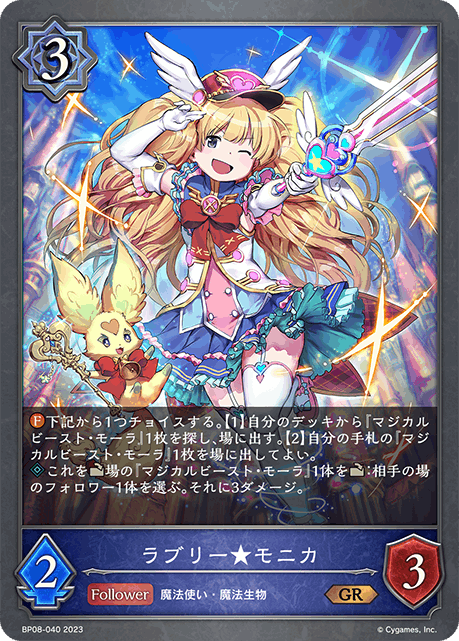 3
F 下記から1つチョイスする。【1】自分のデッキから『マジカル
ビースト・モーラ』1枚を探し、場に出す。【2】自分の手札の『マジ
カルビースト・モーラ』1枚を場に出してよい。
これを 場の『マジカルビースト・モーラ』1体を :相手の場
のフォロワー1体を選ぶ。それに3ダメージ。
ラブリー★モニカ
2
Follower 魔法使い・魔法生物 GR
3
BP08-040 2023 © Cygames, Inc.